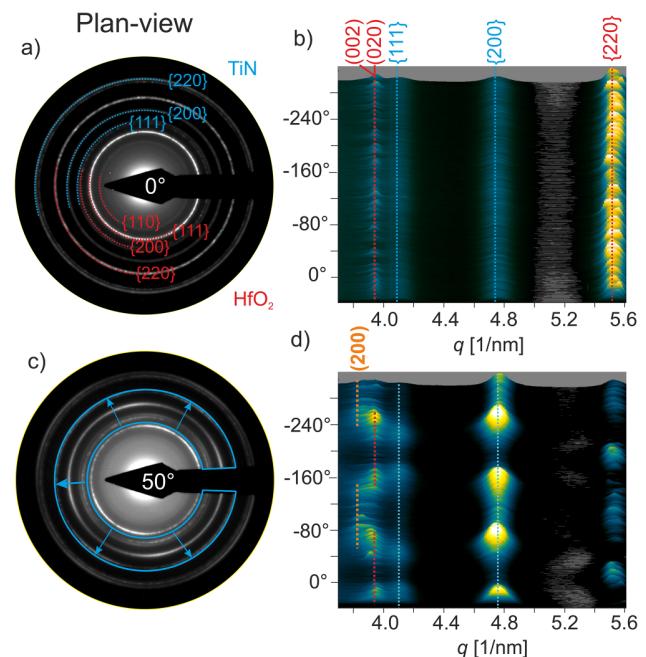 Plan-view
a)
TiN
{220}
{200}
{111}
0°
{110}
{111}
{200}
{220}
HfO₂
b)
(002)
(020)
{111}
{200}
{220}
-240°
-160°
-80°
0°
4.0 4.4 4.8 5.2 5.6
q [1/nm]
c)
50°
d)
(200)
-240°
-160°
-80°
0°
4.0 4.4 4.8 5.2 5.6
q [1/nm]